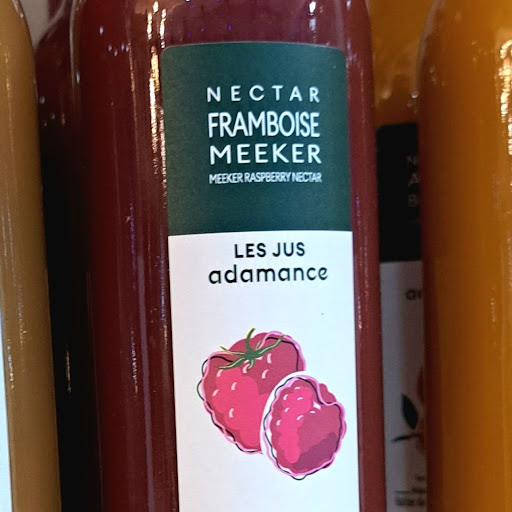 NECTAR
FRAMBOISE
MEEKER
MEEKER RASPBERRY NECTAR
LES JUS
adamance